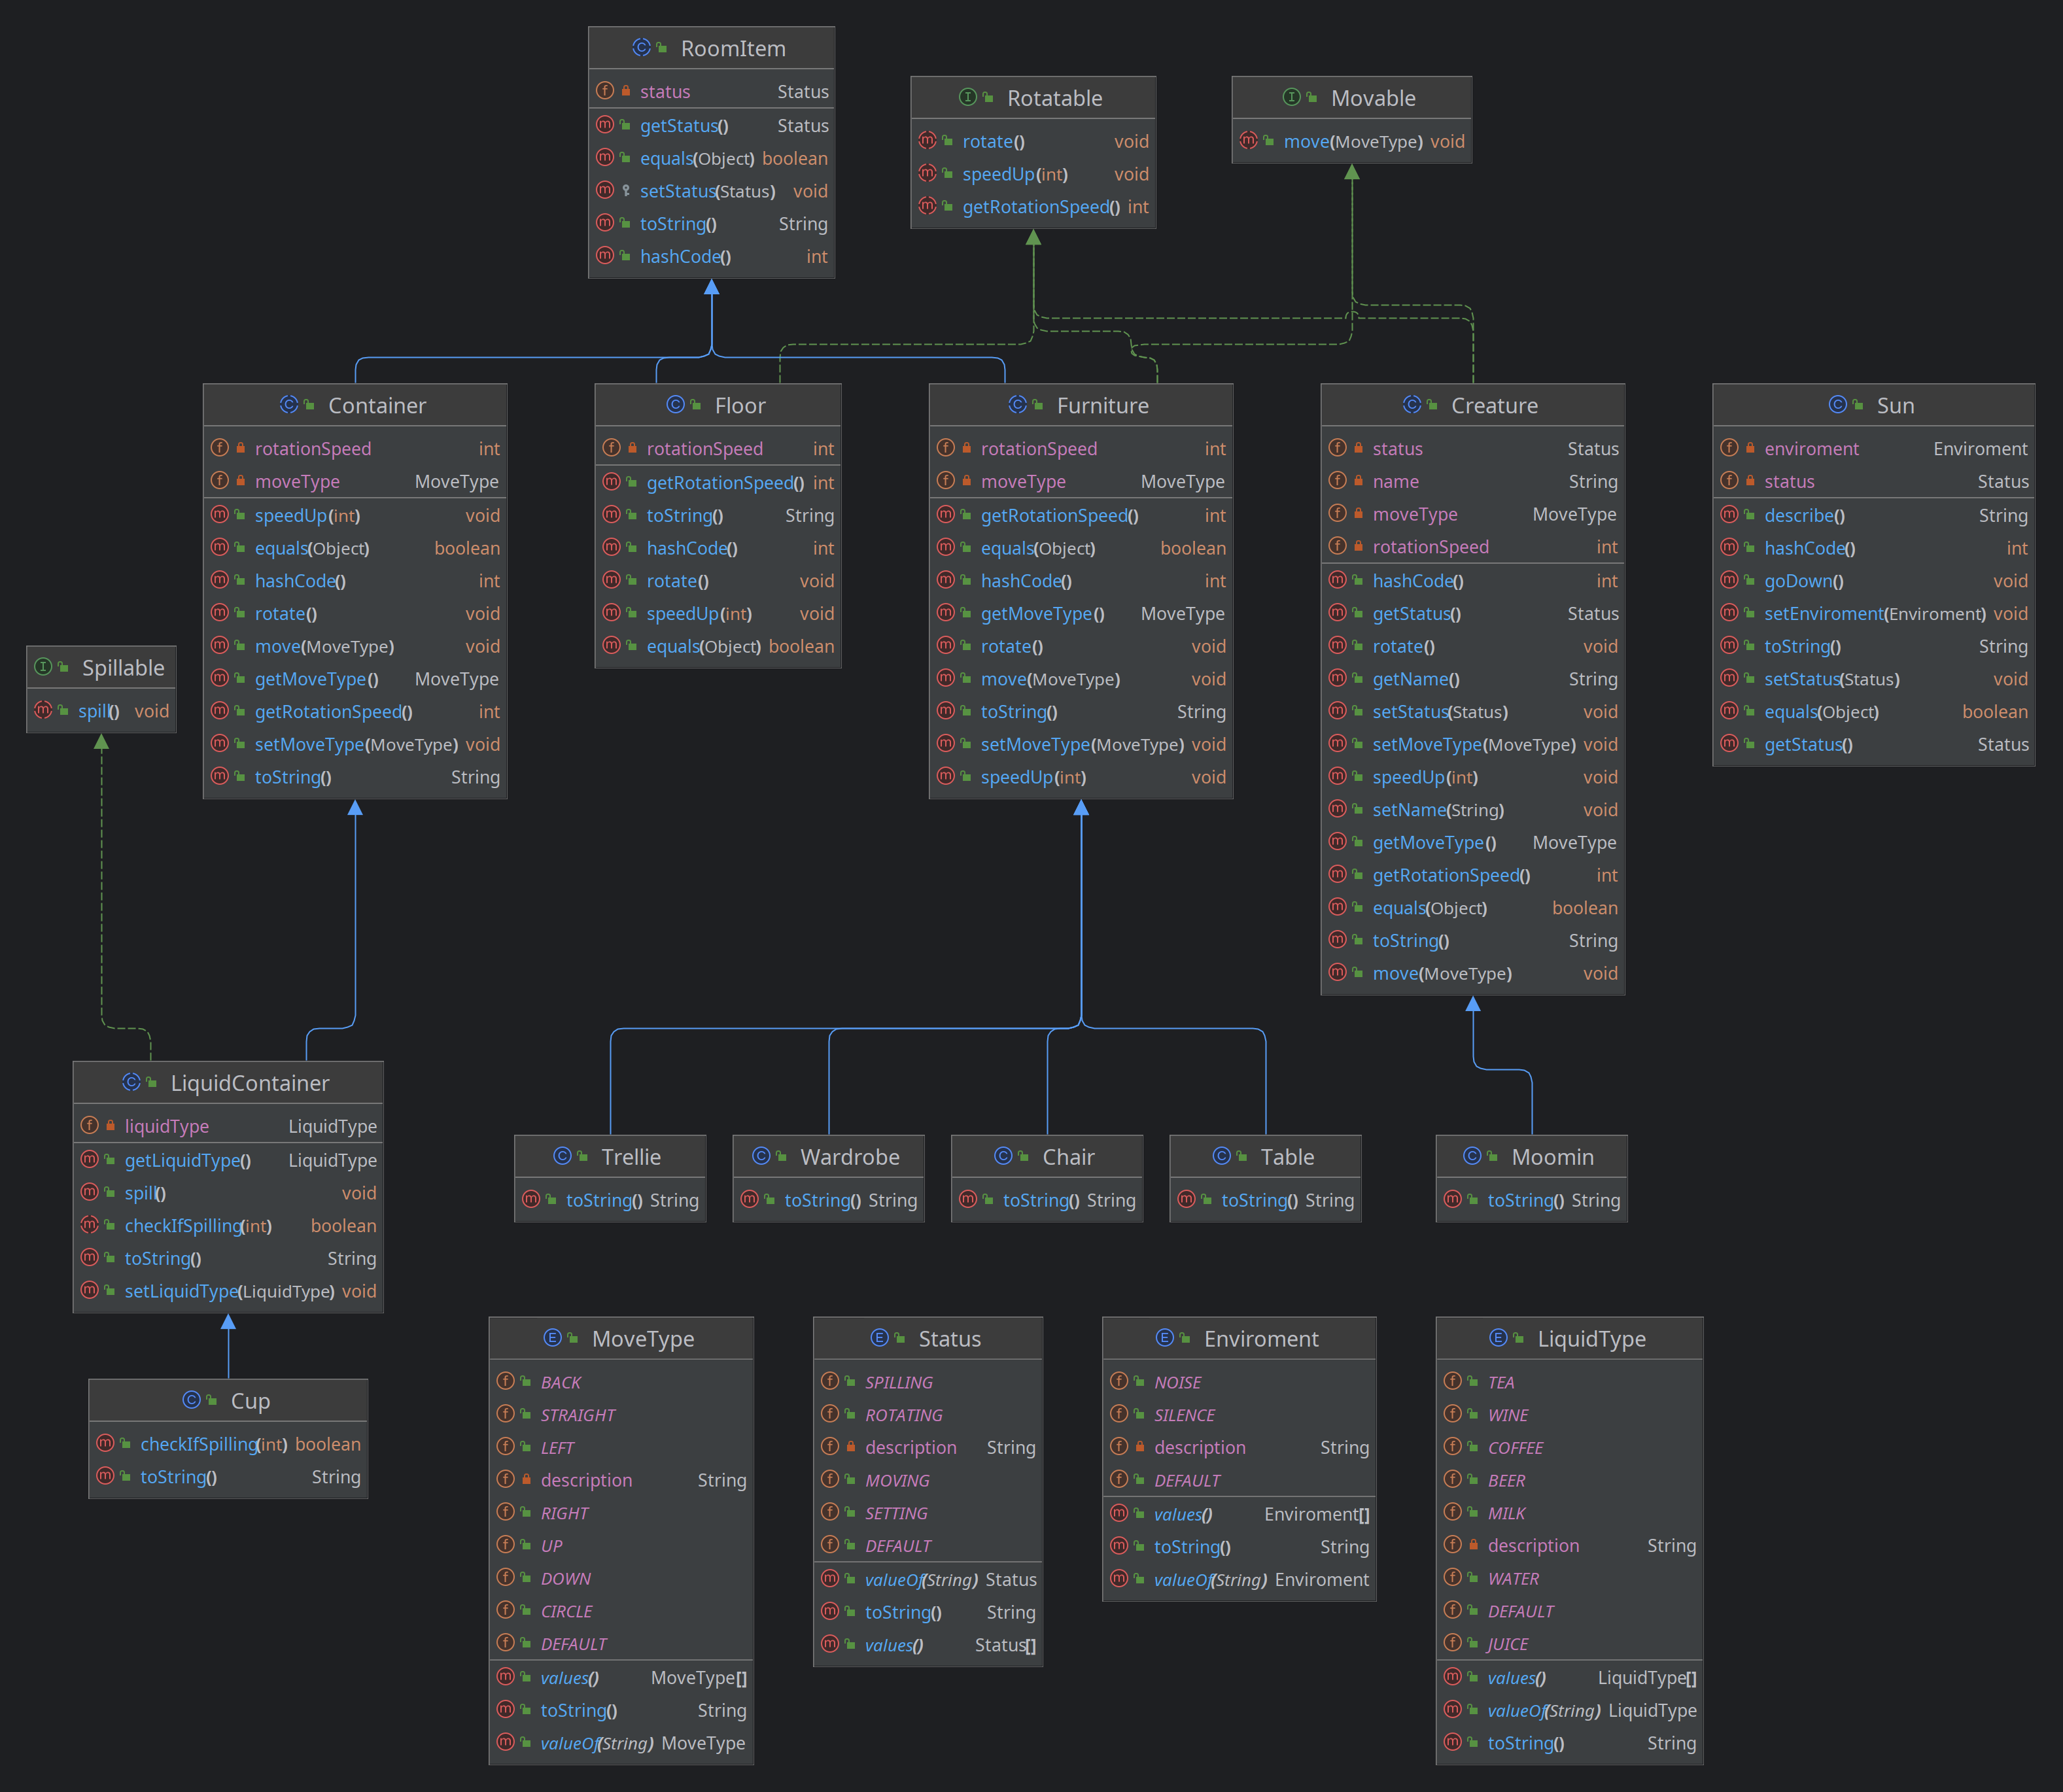 RoomItem
status Status
getStatus() Status
equals(Object) boolean
setStatus(Status) void
toString() String
hashCode() int
Rotatable
rotate() void
speedUp(int) void
getRotationSpeed() int
Movable
move(MoveType) void
Container
rotationSpeed int
moveType MoveType
speedUp(int) void
equals(Object) boolean
hashCode() int
rotate() void
move(MoveType) void
getMoveType() MoveType
getRotationSpeed() int
setMoveType(MoveType) void
toString() String
Floor
rotationSpeed int
getRotationSpeed() int
toString() String
hashCode() int
rotate() void
speedUp(int) void
equals(Object) boolean
Furniture
rotationSpeed int
moveType MoveType
getRotationSpeed() int
equals(Object) boolean
hashCode() int
getMoveType() MoveType
rotate() void
move(MoveType) void
toString() String
setMoveType(MoveType) void
speedUp(int) void
Creature
status Status
name String
moveType MoveType
rotationSpeed int
hashCode() int
getStatus() Status
rotate() void
getName() String
setStatus(Status) void
setMoveType(MoveType) void
speedUp(int) void
setName(String) void
getMoveType() MoveType
getRotationSpeed() int
equals(Object) boolean
toString() String
move(MoveType) void
Sun
enviroment Enviroment
status Status
describe() String
hashCode() int
goDown() void
setEnviroment(Enviroment) void
toString() String
setStatus(Status) void
equals(Object) boolean
getStatus() Status
Spillable
spill() void
LiquidContainer
liquidType LiquidType
getLiquidType() LiquidType
spill() void
checkIfSpilling(int) boolean
toString() String
setLiquidType(LiquidType) void
Trellie
toString() String
Wardrobe
toString() String
Chair
toString() String
Table
toString() String
Moomin
toString() String
Cup
checkIfSpilling(int) boolean
toString() String
MoveType
BACK
STRAIGHT
LEFT
description String
RIGHT
UP
DOWN
CIRCLE
DEFAULT
values() MoveType[]
toString() String
valueOf(String) MoveType
Status
SPILLING
ROTATING
description String
MOVING
SETTING
DEFAULT
valueOf(String) Status
toString() String
values() Status[]
Enviroment
NOISE
SILENCE
description String
DEFAULT
values() Enviroment[]
toString() String
valueOf(String) Enviroment
LiquidType
TEA
WINE
COFFEE
BEER
MILK
description String
WATER
DEFAULT
JUICE
values() LiquidType[]
valueOf(String) LiquidType
toString() String